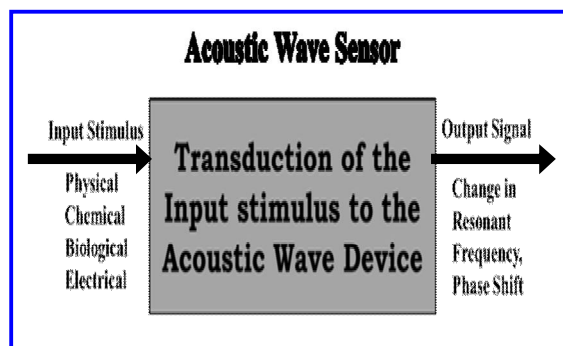 Acoustic Wave Sensor
Input Stimulus
Physical
Chemical
Biological
Electrical
Transduction of the
Input stimulus to the
Acoustic Wave Device
Output Signal
Change in
Resonant
Frequency,
Phase Shift